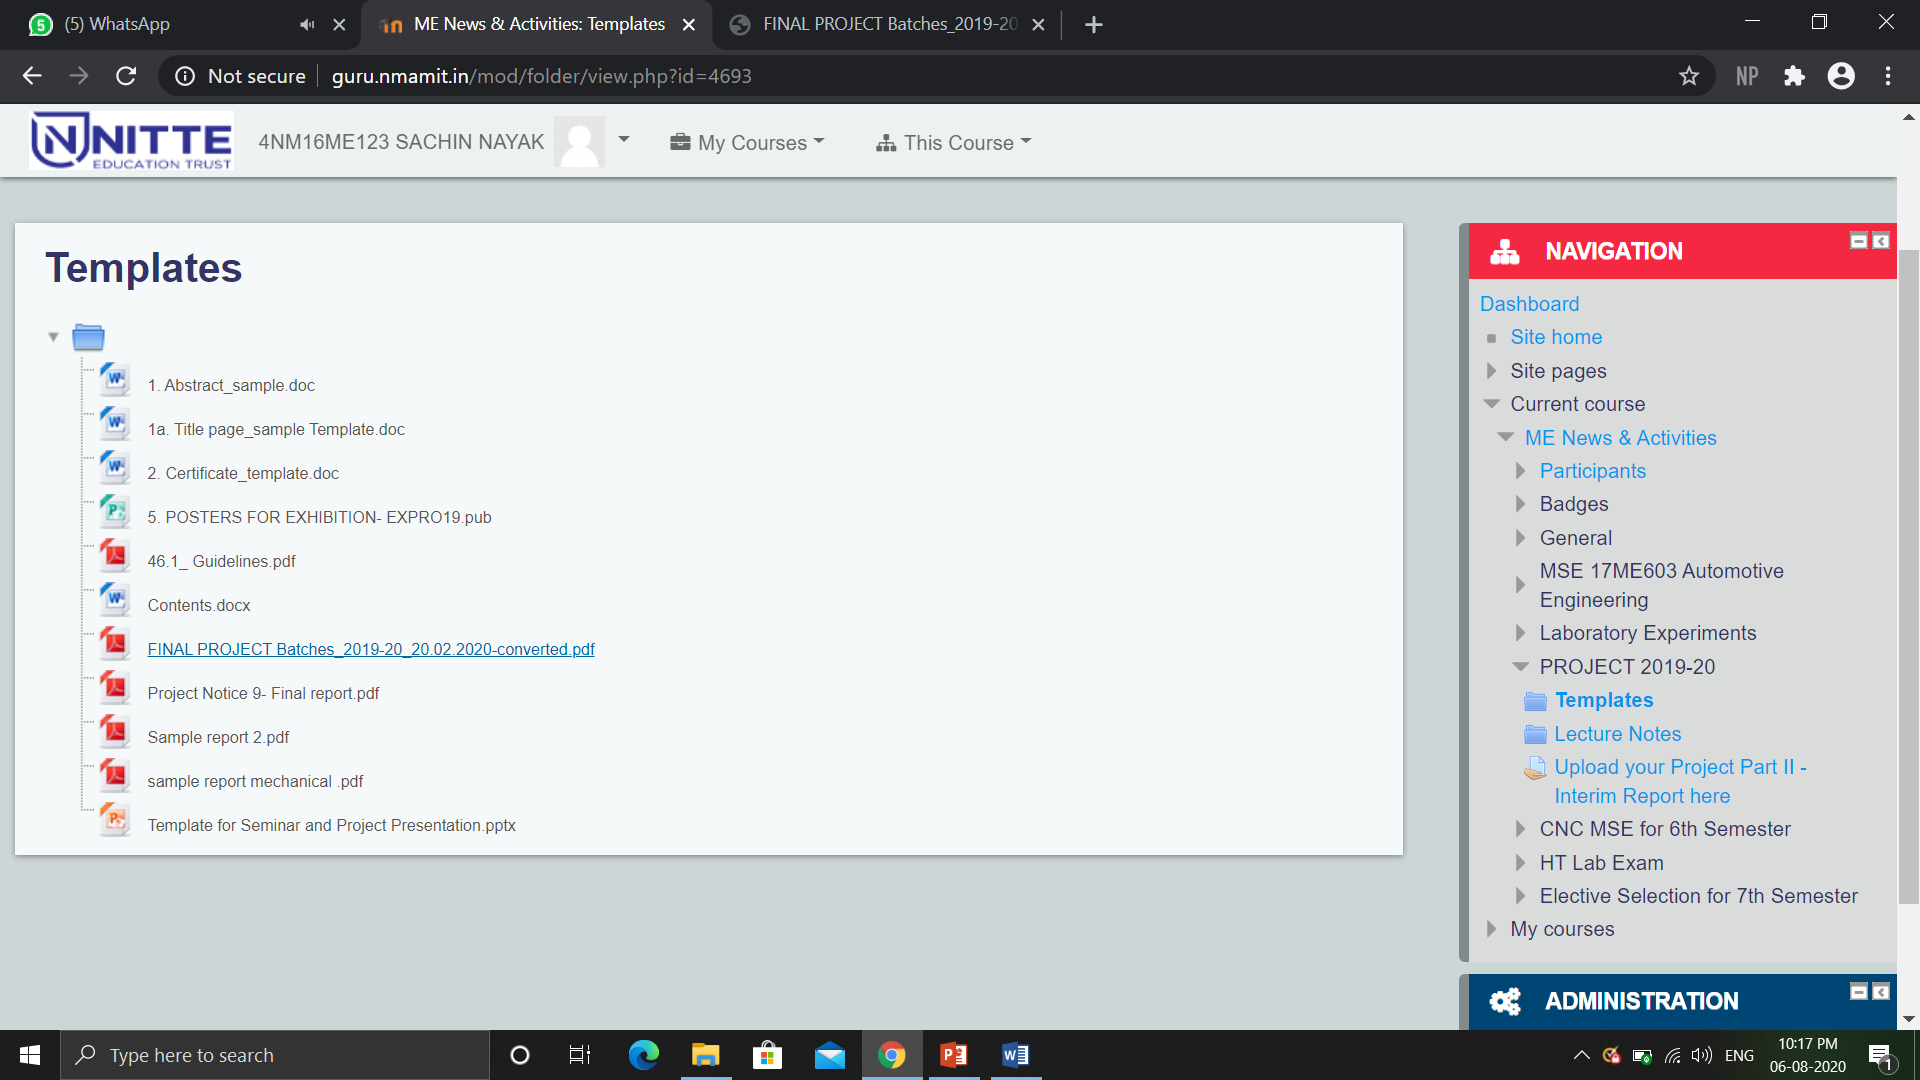 (5) WhatsApp
ME News & Activities: Templates
FINAL PROJECT Batches_2019-20
Not secure
guru.nmamit.in/mod/folder/view.php?id=4693
NP
NITTE
EDUCATION TRUST
4NM16ME123 SACHIN NAYAK
My Courses
This Course
Templates
1. Abstract_sample.doc
1a. Title page_sample Template.doc
2. Certificate_template.doc
5. POSTERS FOR EXHIBITION- EXPRO19.pub
46.1_ Guidelines.pdf
Contents.docx
FINAL PROJECT Batches_2019-20_20.02.2020-converted.pdf
Project Notice 9- Final report.pdf
Sample report 2.pdf
sample report mechanical .pdf
Template for Seminar and Project Presentation.pptx
NAVIGATION
Dashboard
Site home
Site pages
Current course
ME News & Activities
Participants
Badges
General
MSE 17ME603 Automotive
Engineering
Laboratory Experiments
PROJECT 2019-20
Templates
Lecture Notes
Upload your Project Part II -
Interim Report here
CNC MSE for 6th Semester
HT Lab Exam
Elective Selection for 7th Semester
My courses
ADMINISTRATION
Type here to search
ENG
10:17 PM
06-08-2020
1